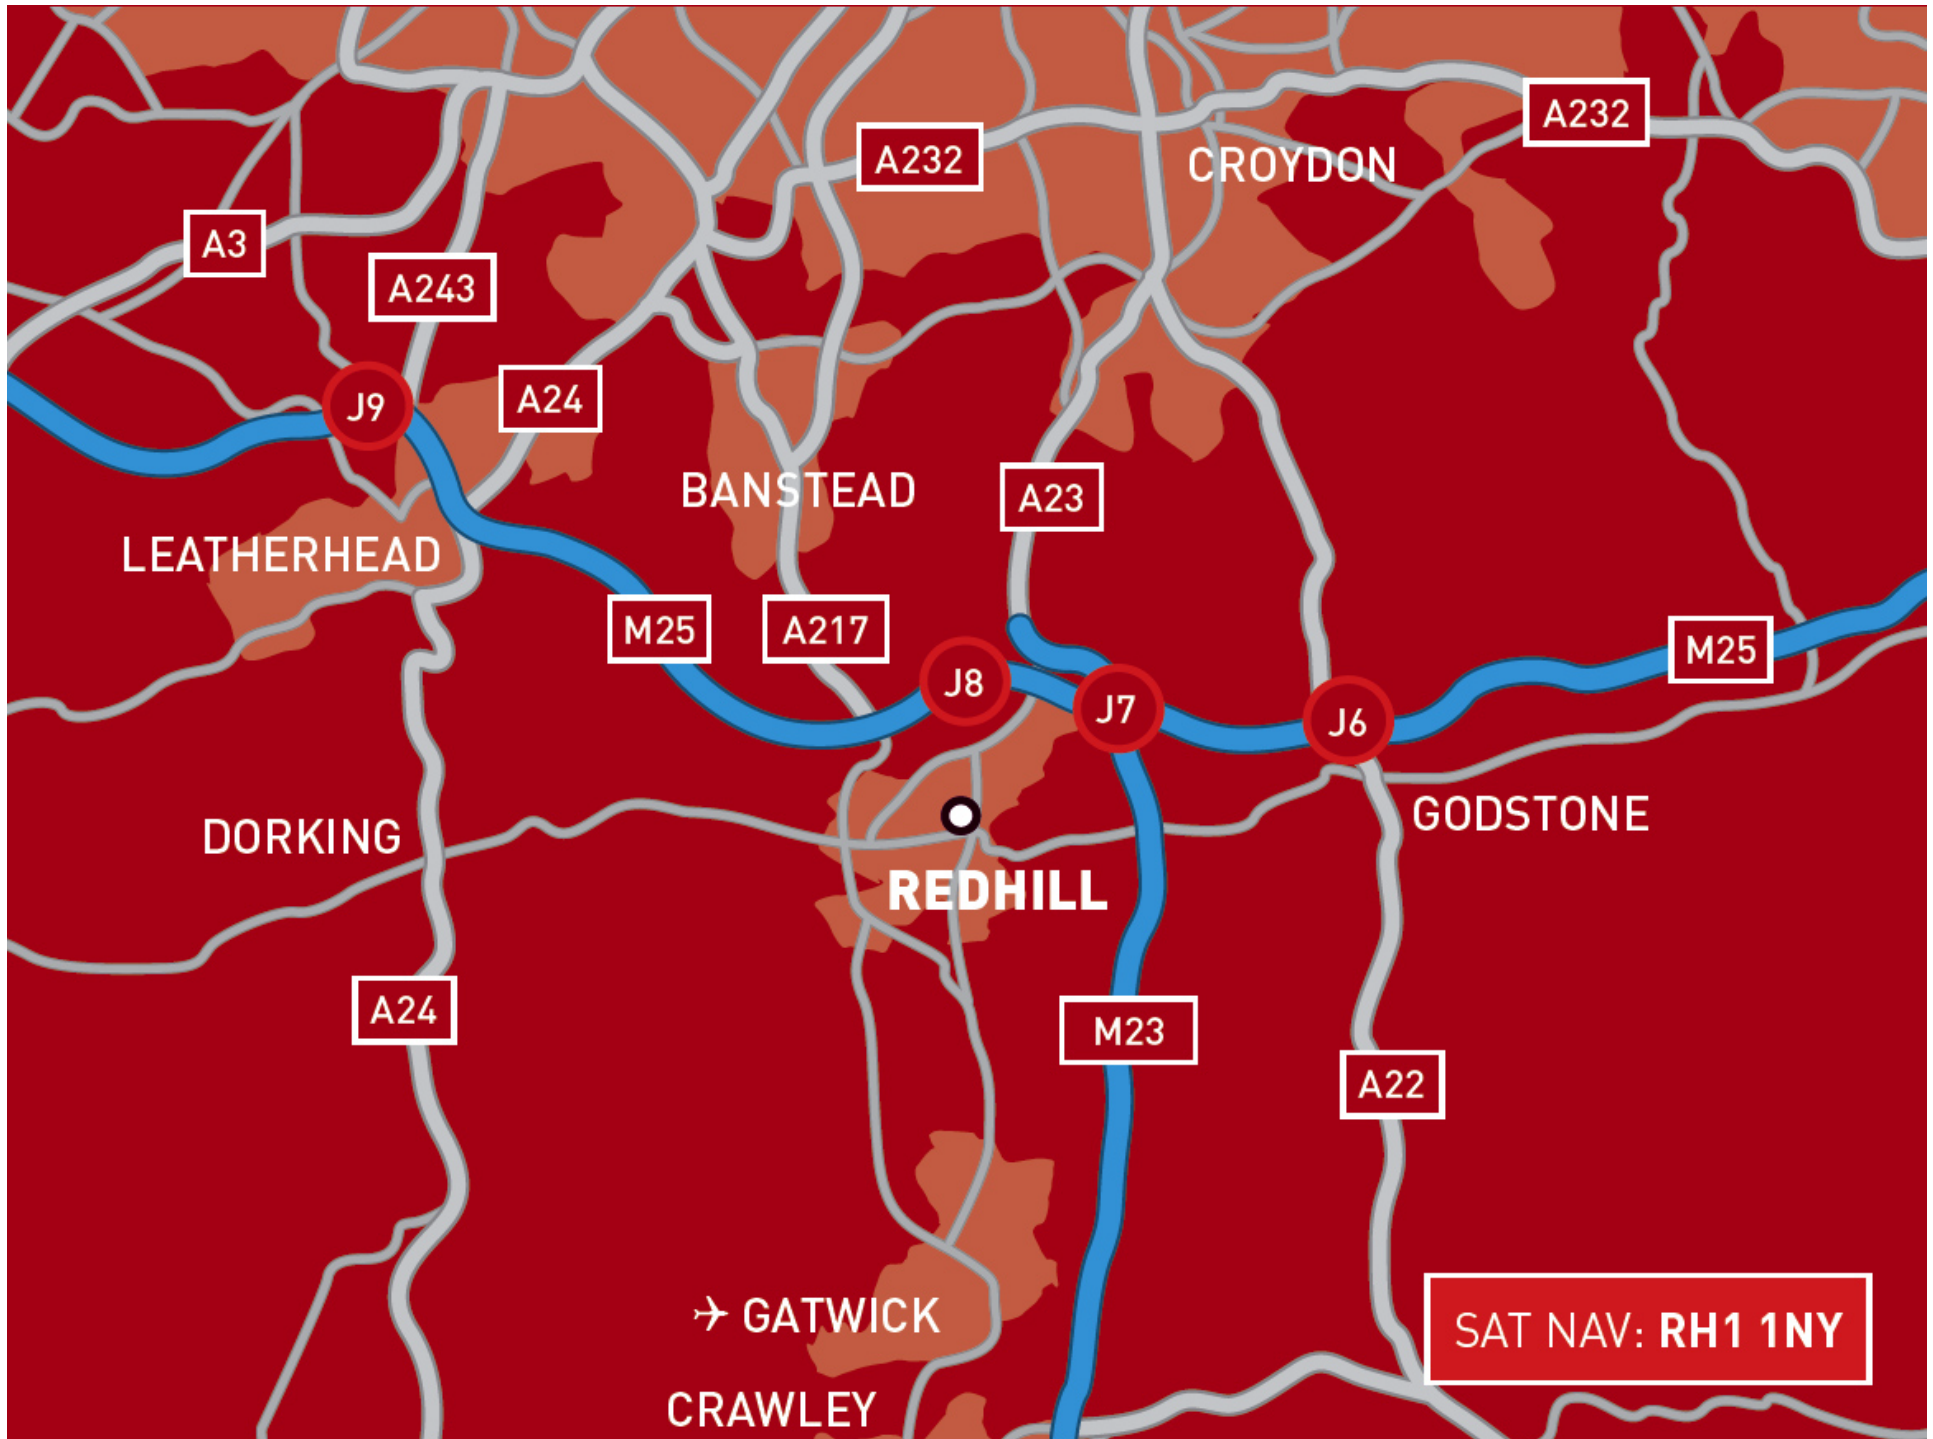 A232
A232
CROYDON
A3
A243
A24
J9
BANSTEAD
A23
LEATHERHEAD
M25
A217
M25
J8
J7
J6
DORKING
GODSTONE
REDHILL
A24
M23
A22
GATWICK
SAT NAV: RH1 1NY
CRAWLEY